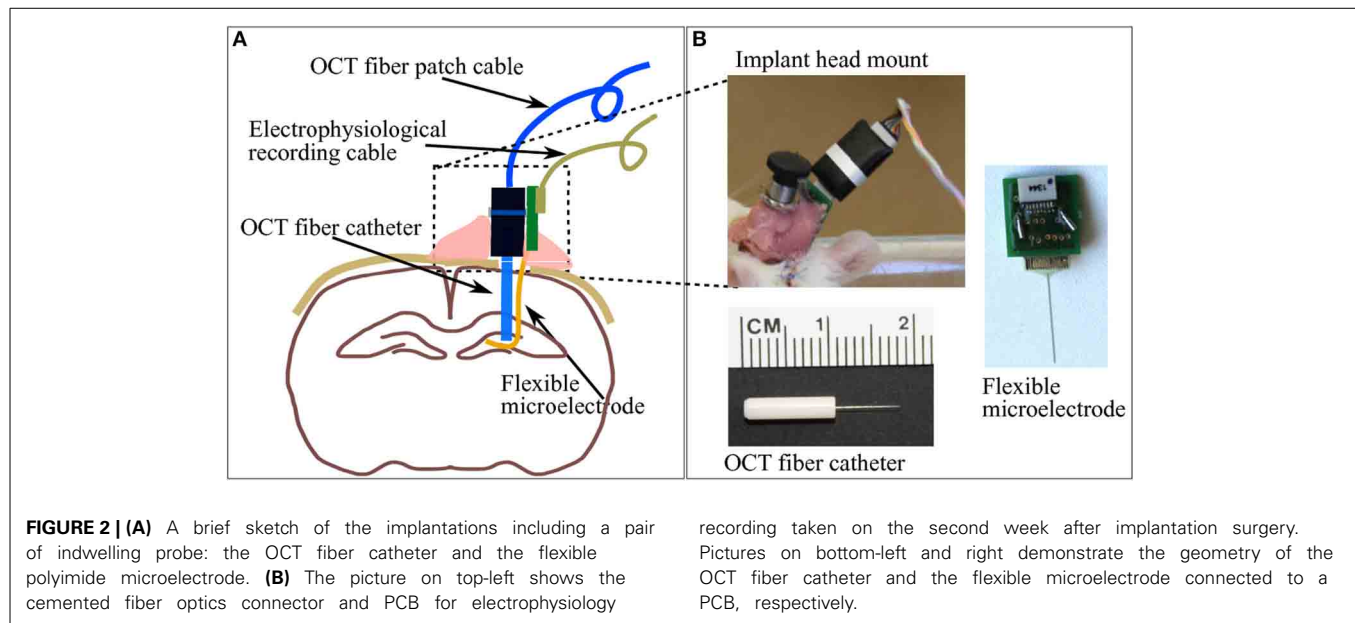 A
OCT fiber patch cable
Electrophysiological
recording cable
OCT fiber catheter
Flexible
microelectrode
B
Implant head mount
1344
CM 1 2
OCT fiber catheter
Flexible
microelectrode
FIGURE 2 | (A) A brief sketch of the implantations including a pair
of indwelling probe: the OCT fiber catheter and the flexible
polyimide microelectrode. (B) The picture on top-left shows the
cemented fiber optics connector and PCB for electrophysiology
recording taken on the second week after implantation surgery.
Pictures on bottom-left and right demonstrate the geometry of the
OCT fiber catheter and the flexible microelectrode connected to a
PCB, respectively.